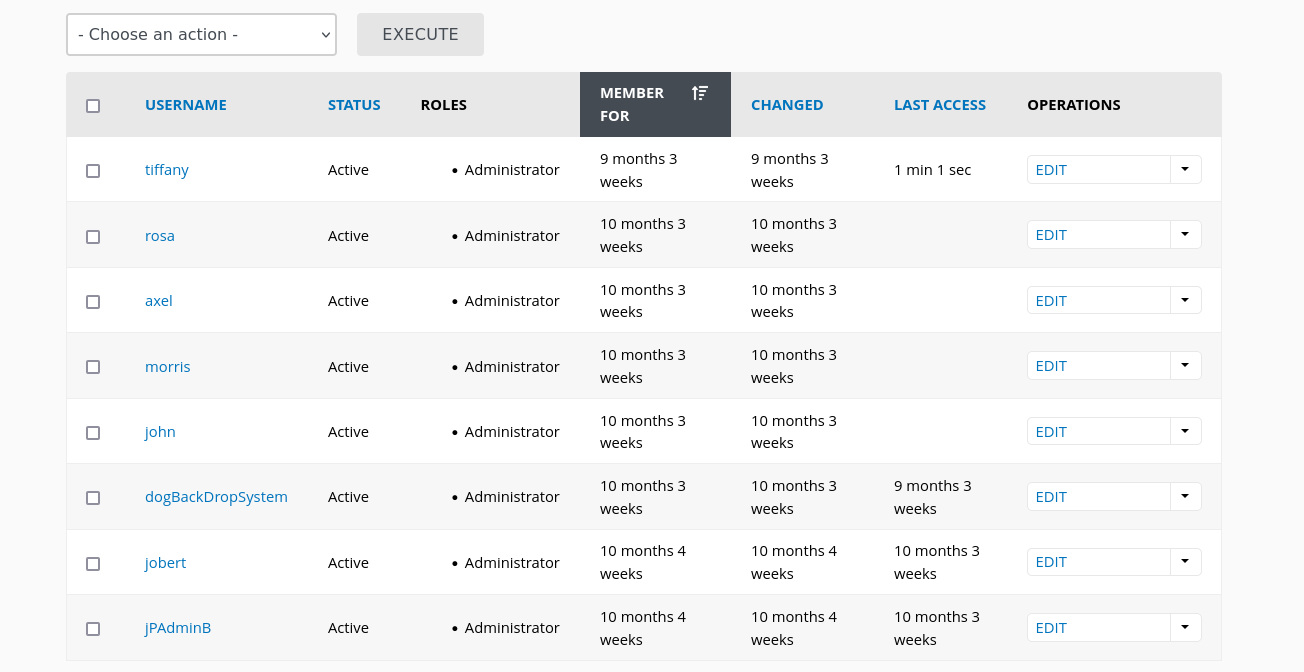 - Choose an action -
EXECUTE
USERNAME STATUS ROLES MEMBER FOR CHANGED LAST ACCESS OPERATIONS
tiffany Active • Administrator 9 months 3 weeks 9 months 3 weeks 1 min 1 sec EDIT
rosa Active • Administrator 10 months 3 weeks 10 months 3 weeks EDIT
axel Active • Administrator 10 months 3 weeks 10 months 3 weeks EDIT
morris Active • Administrator 10 months 3 weeks 10 months 3 weeks EDIT
john Active • Administrator 10 months 3 weeks 10 months 3 weeks EDIT
dogBackDropSystem Active • Administrator 10 months 3 weeks 10 months 3 weeks 9 months 3 weeks EDIT
jobert Active • Administrator 10 months 4 weeks 10 months 4 weeks 10 months 3 weeks EDIT
jPAdminB Active • Administrator 10 months 4 weeks 10 months 4 weeks 10 months 3 weeks EDIT